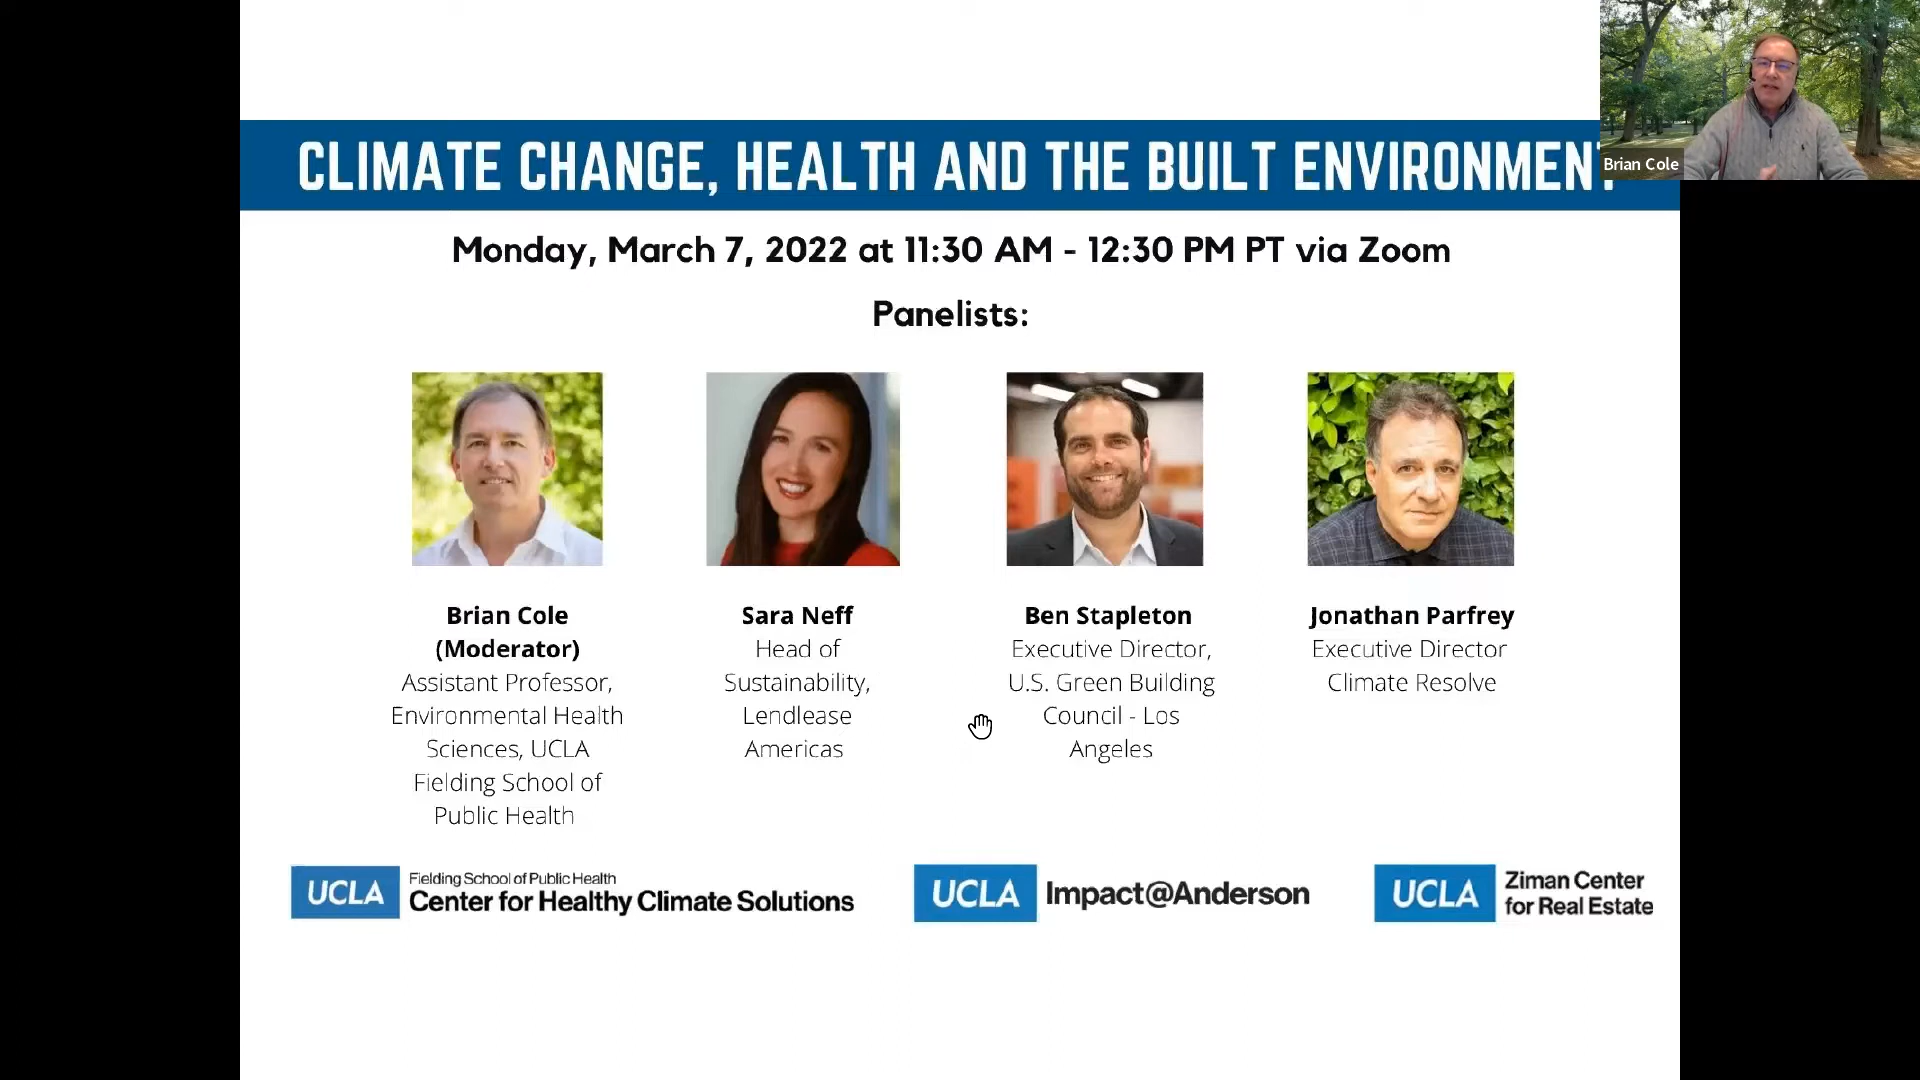 CLIMATE CHANGE, HEALTH AND THE BUILT ENVIRONMENT
Brian Cole
Monday, March 7, 2022 at 11:30 AM - 12:30 PM PT via Zoom
Panelists:
Brian Cole
(Moderator)
Assistant Professor,
Environmental Health
Sciences, UCLA
Fielding School of
Public Health
Sara Neff
Head of
Sustainability,
Lendlease
Americas
Ben Stapleton
Executive Director,
U.S. Green Building
Council - Los
Angeles
Jonathan Parfrey
Executive Director
Climate Resolve
UCLA
Fielding School of Public Health
Center for Healthy Climate Solutions
UCLA
Impact@Anderson
UCLA
Ziman Center
for Real Estate